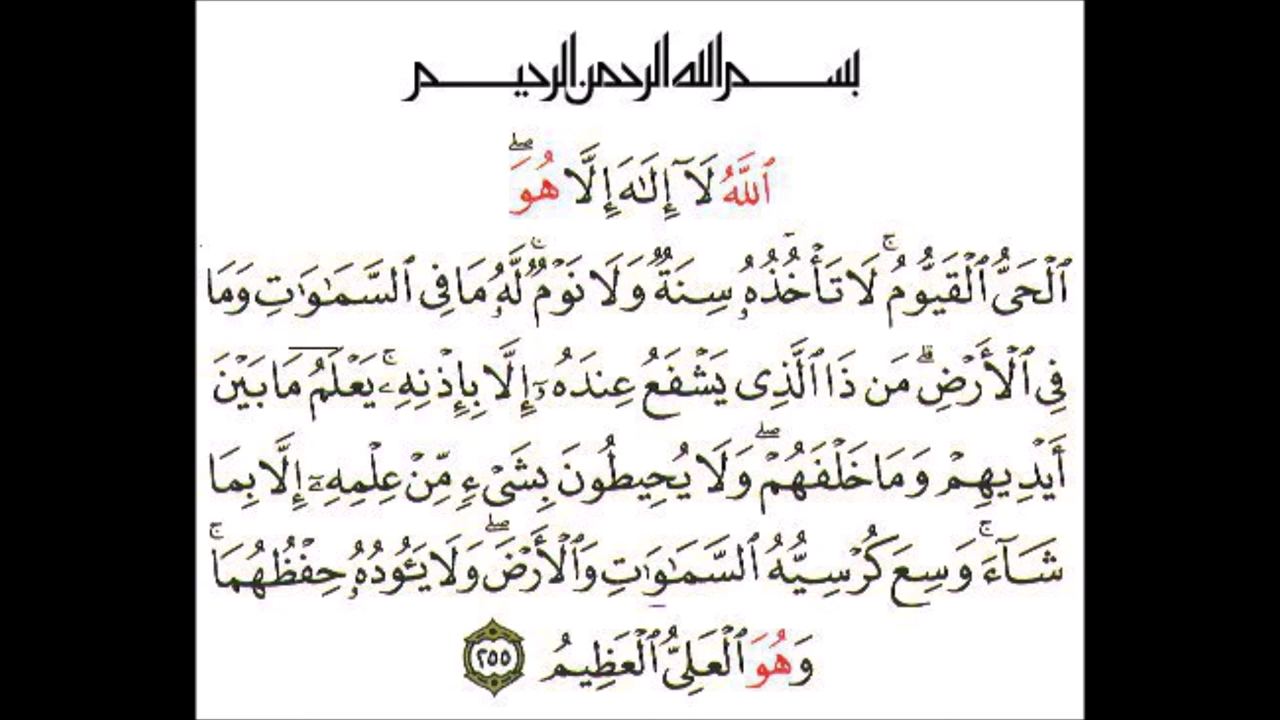 بسم الله الرحمن الرحيم
ٱللَّهُ لَآ إِلَٰهَ إِلَّا هُوَ ۖ
ٱلْحَىُّ ٱلْقَيُّومُ ۚ لَا تَأْخُذُهُۥ سِنَةٌ وَلَا نَوْمٌ ۚ لَّهُۥ مَا فِى ٱلسَّمَٰوَٰتِ وَمَا
فِى ٱلْأَرْضِ ۗ مَن ذَا ٱلَّذِى يَشْفَعُ عِندَهُۥٓ إِلَّا بِإِذْنِهِۦ ۚ يَعْلَمُ مَا بَيْنَ
أَيْدِيهِمْ وَمَا خَلْفَهُمْ ۖ وَلَا يُحِيطُونَ بِشَىْءٍ مِّنْ عِلْمِهِۦٓ إِلَّا بِمَا
شَآءَ ۚ وَسِعَ كُرْسِيُّهُ ٱلسَّمَٰوَٰتِ وَٱلْأَرْضَ ۖ وَلَا يَـُٔودُهُۥ حِفْظُهُمَا ۚ
وَهُوَ ٱلْعَلِىُّ ٱلْعَظِيمُ ٢٥٥